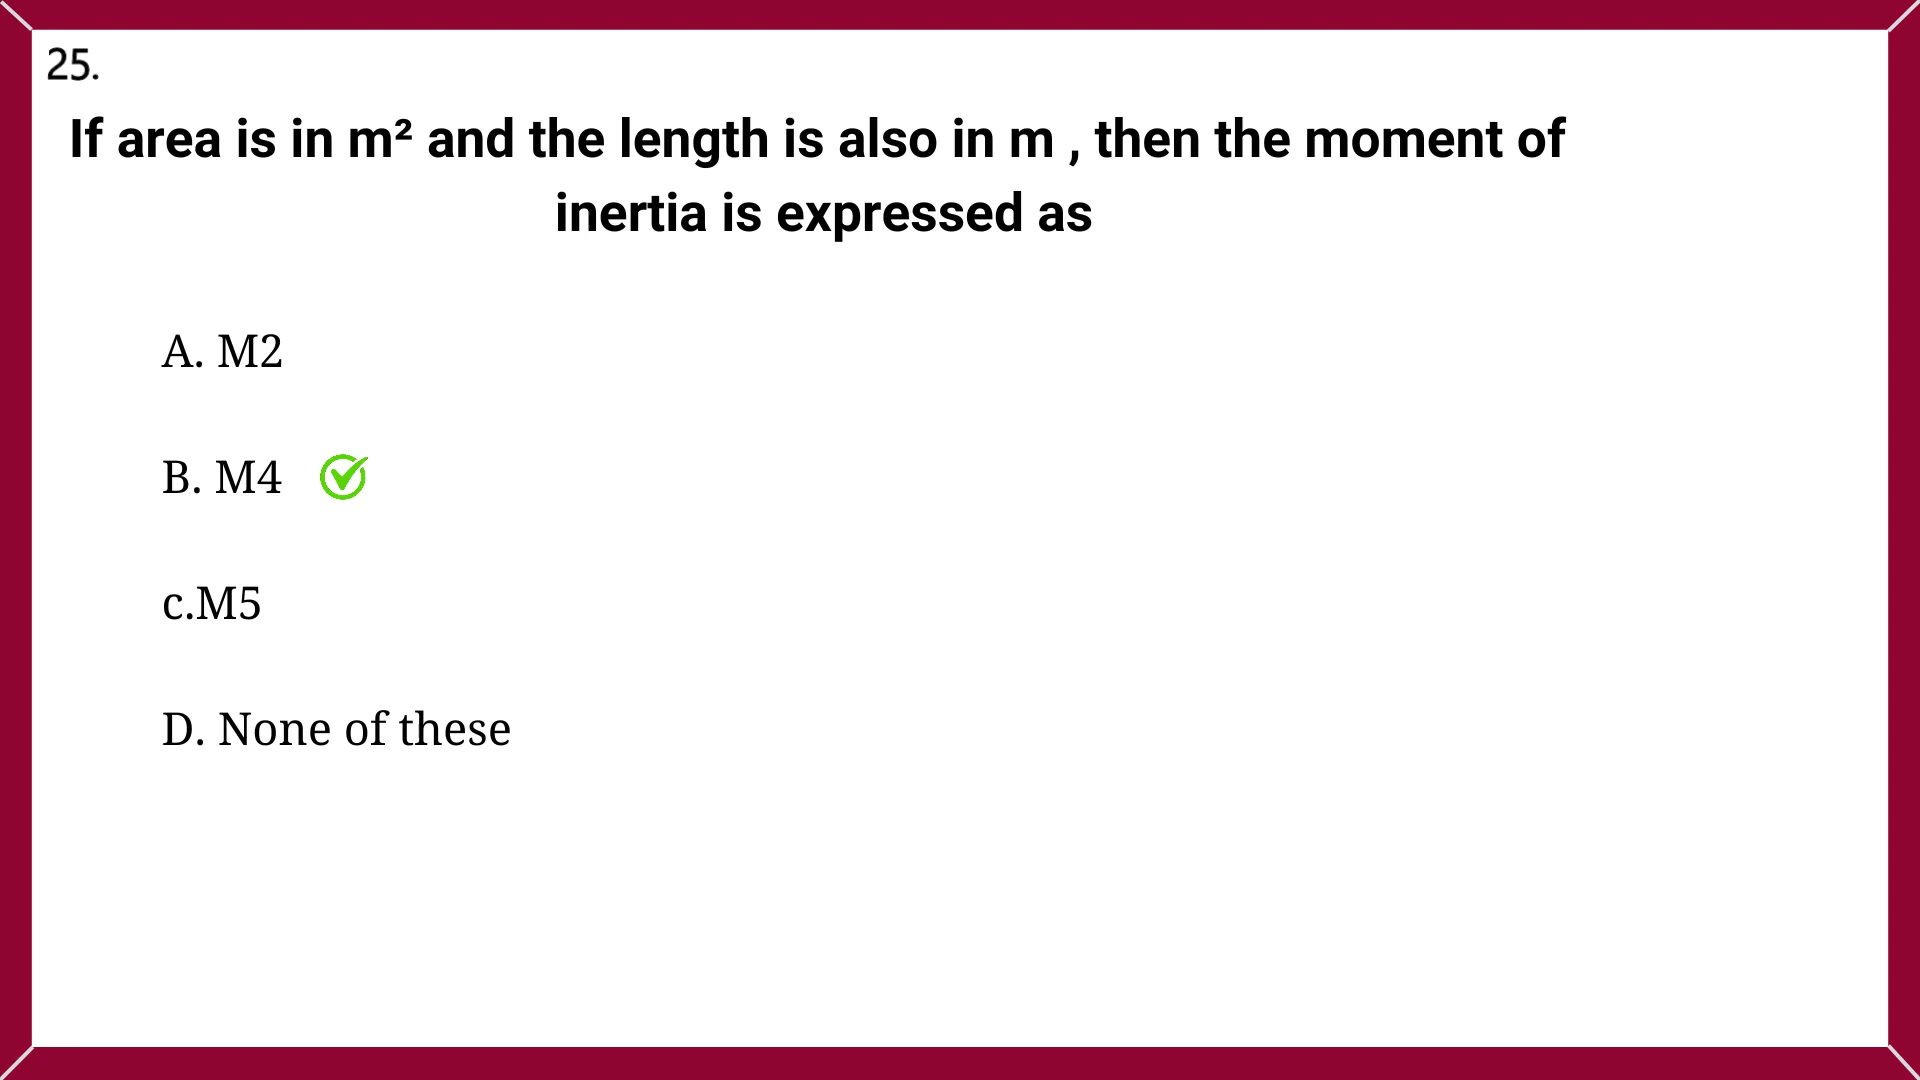 25.
If area is in m² and the length is also in m , then the moment of
inertia is expressed as
A. M2
B. M4
c.M5
D. None of these